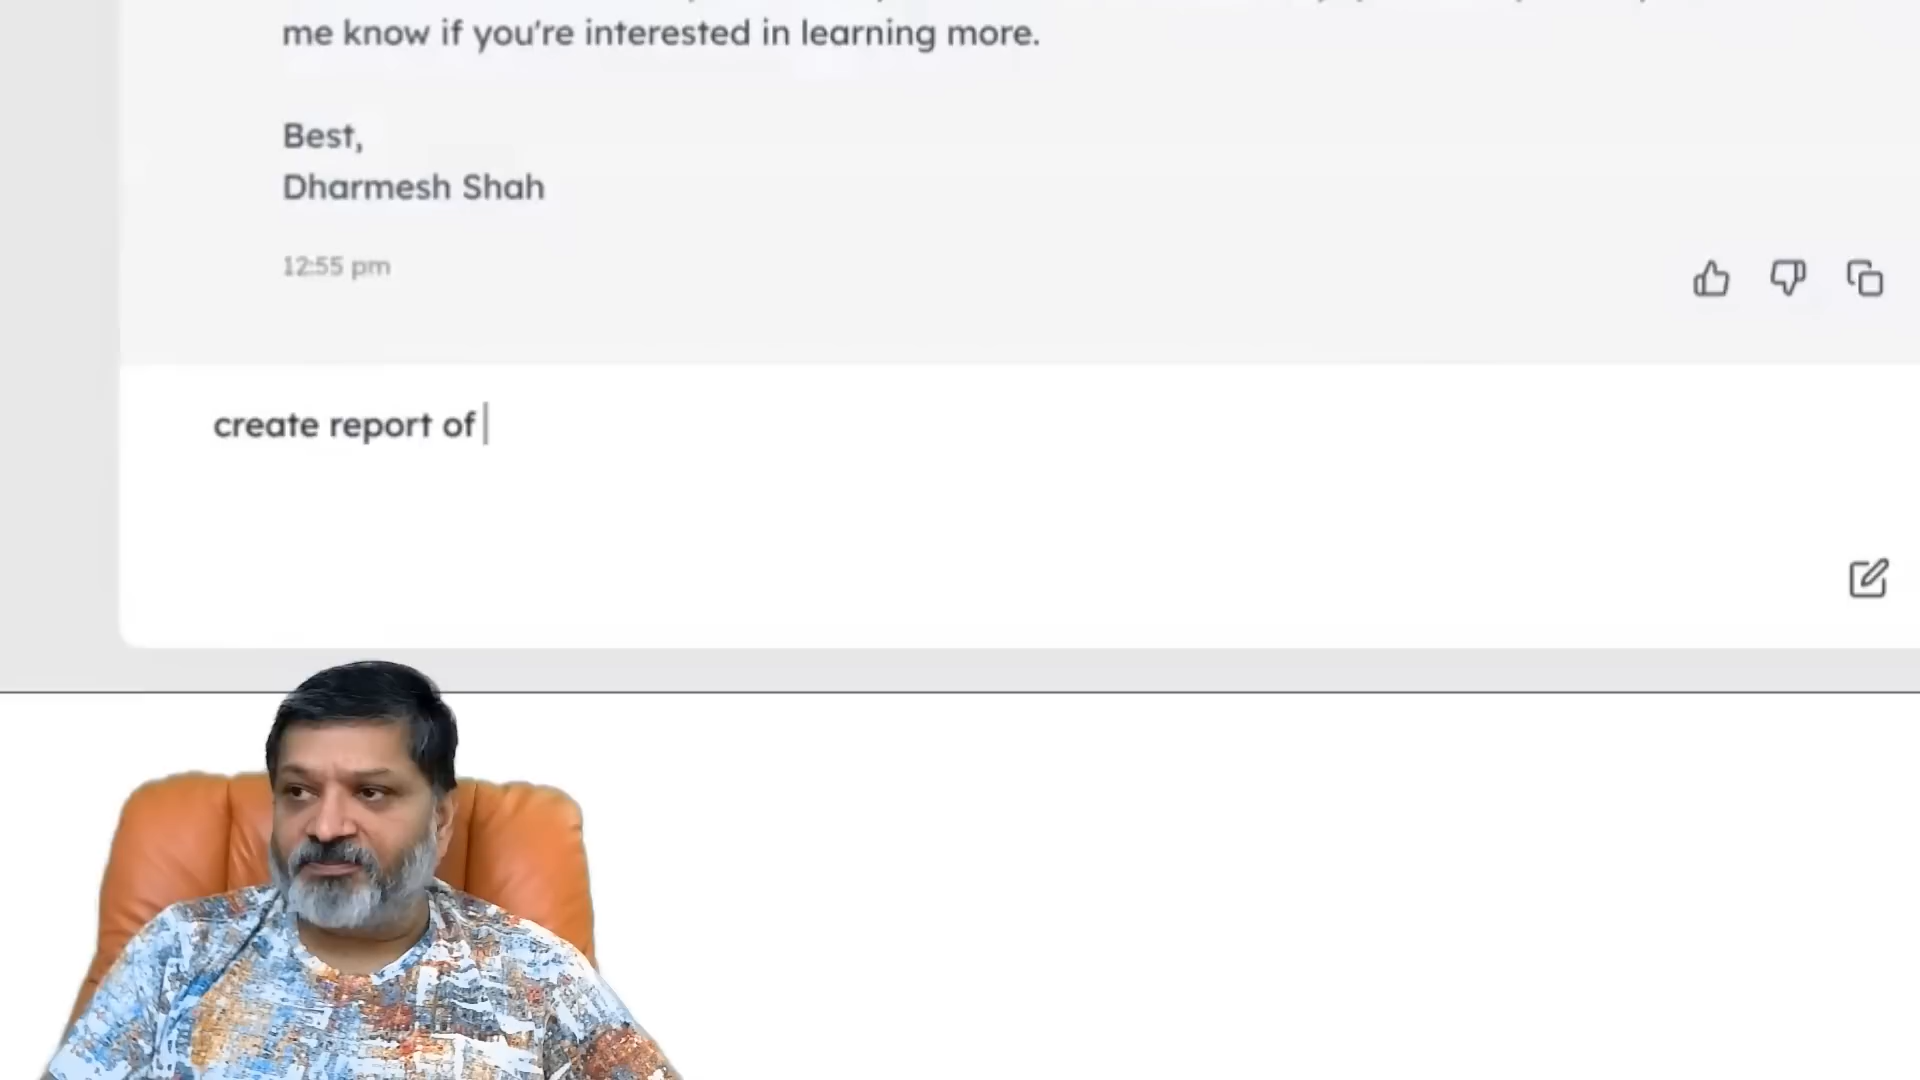 me know if you're interested in learning more.
Best,
Dharmesh Shah
12:55 pm
create report of